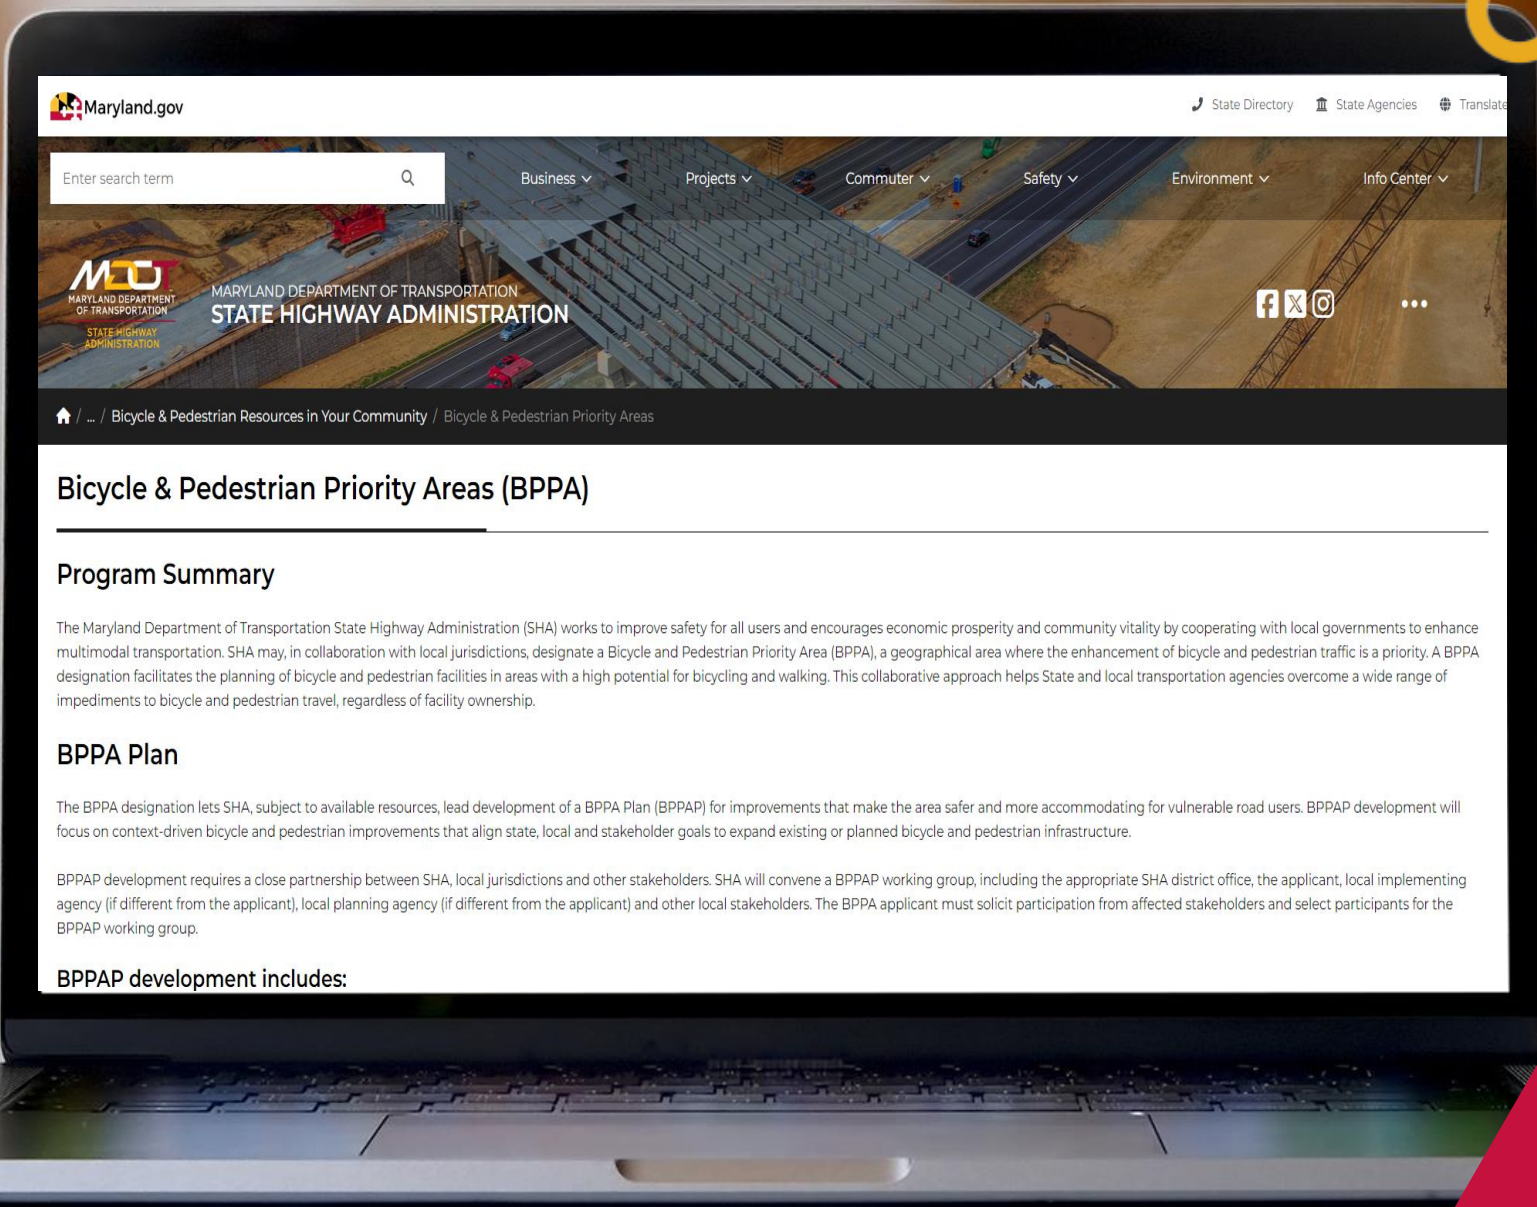 Maryland.gov
State Directory State Agencies Translate
Enter search term
Business Projects Commuter Safety Environment Info Center
MDOT
MARYLAND DEPARTMENT
OF TRANSPORTATION
STATE HIGHWAY
ADMINISTRATION
MARYLAND DEPARTMENT OF TRANSPORTATION
STATE HIGHWAY ADMINISTRATION
/ ... / Bicycle & Pedestrian Resources in Your Community / Bicycle & Pedestrian Priority Areas
Bicycle & Pedestrian Priority Areas (BPPA)
Program Summary
The Maryland Department of Transportation State Highway Administration (SHA) works to improve safety for all users and encourages economic prosperity and community vitality by cooperating with local governments to enhance
multimodal transportation. SHA may, in collaboration with local jurisdictions, designate a Bicycle and Pedestrian Priority Area (BPPA), a geographical area where the enhancement of bicycle and pedestrian traffic is a priority. A BPPA
designation facilitates the planning of bicycle and pedestrian facilities in areas with a high potential for bicycling and walking. This collaborative approach helps State and local transportation agencies overcome a wide range of
impediments to bicycle and pedestrian travel, regardless of facility ownership.
BPPA Plan
The BPPA designation lets SHA, subject to available resources, lead development of a BPPA Plan (BPPAP) for improvements that make the area safer and more accommodating for vulnerable road users. BPPAP development will
focus on context-driven bicycle and pedestrian improvements that align state, local and stakeholder goals to expand existing or planned bicycle and pedestrian infrastructure.
BPPAP development requires a close partnership between SHA, local jurisdictions and other stakeholders. SHA will convene a BPPAP working group, including the appropriate SHA district office, the applicant, local implementing
agency (if different from the applicant), local planning agency (if different from the applicant) and other local stakeholders. The BPPA applicant must solicit participation from affected stakeholders and select participants for the
BPPAP working group.
BPPAP development includes: